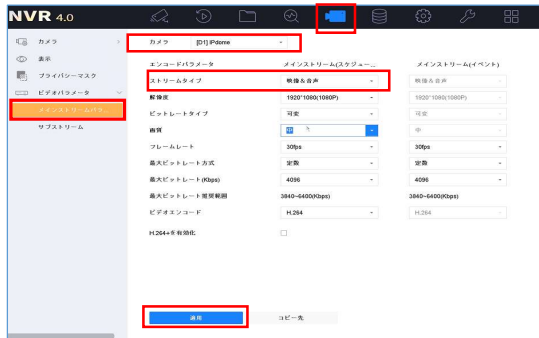 NVR 4.0
カメラ
表示
プライバシーマスク
ビデオパラメータ
メインストリームパラ...
サブストリーム
カメラ [D1] IPdome
エンコードパラメータ メインストリーム(スケジュー... メインストリーム(イベント)
ストリームタイプ 映像&音声 映像&音声
解像度 1920*1080(1080P) 1920*1080(1080P)
ビットレートタイプ 可変 可変
画質 中 中
フレームレート 30fps 30fps
最大ビットレート方式 定数 定数
最大ビットレート(Kbps) 4096 4096
最大ビットレート推奨範囲 3840~6400(Kbps) 3840~6400(Kbps)
ビデオエンコード H.264 H.264
H.264+を有効化
適用 コピー先